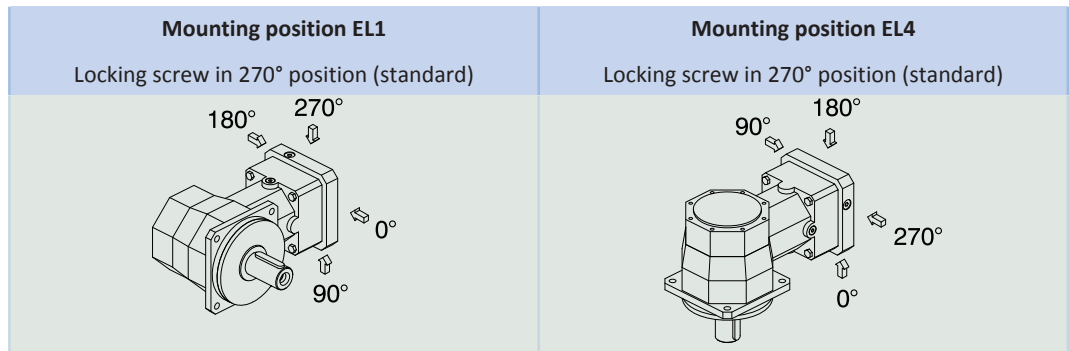 Mounting position EL1
Locking screw in 270° position (standard)
180°
270°
0°
90°
Mounting position EL4
Locking screw in 270° position (standard)
90°
180°
270°
0°